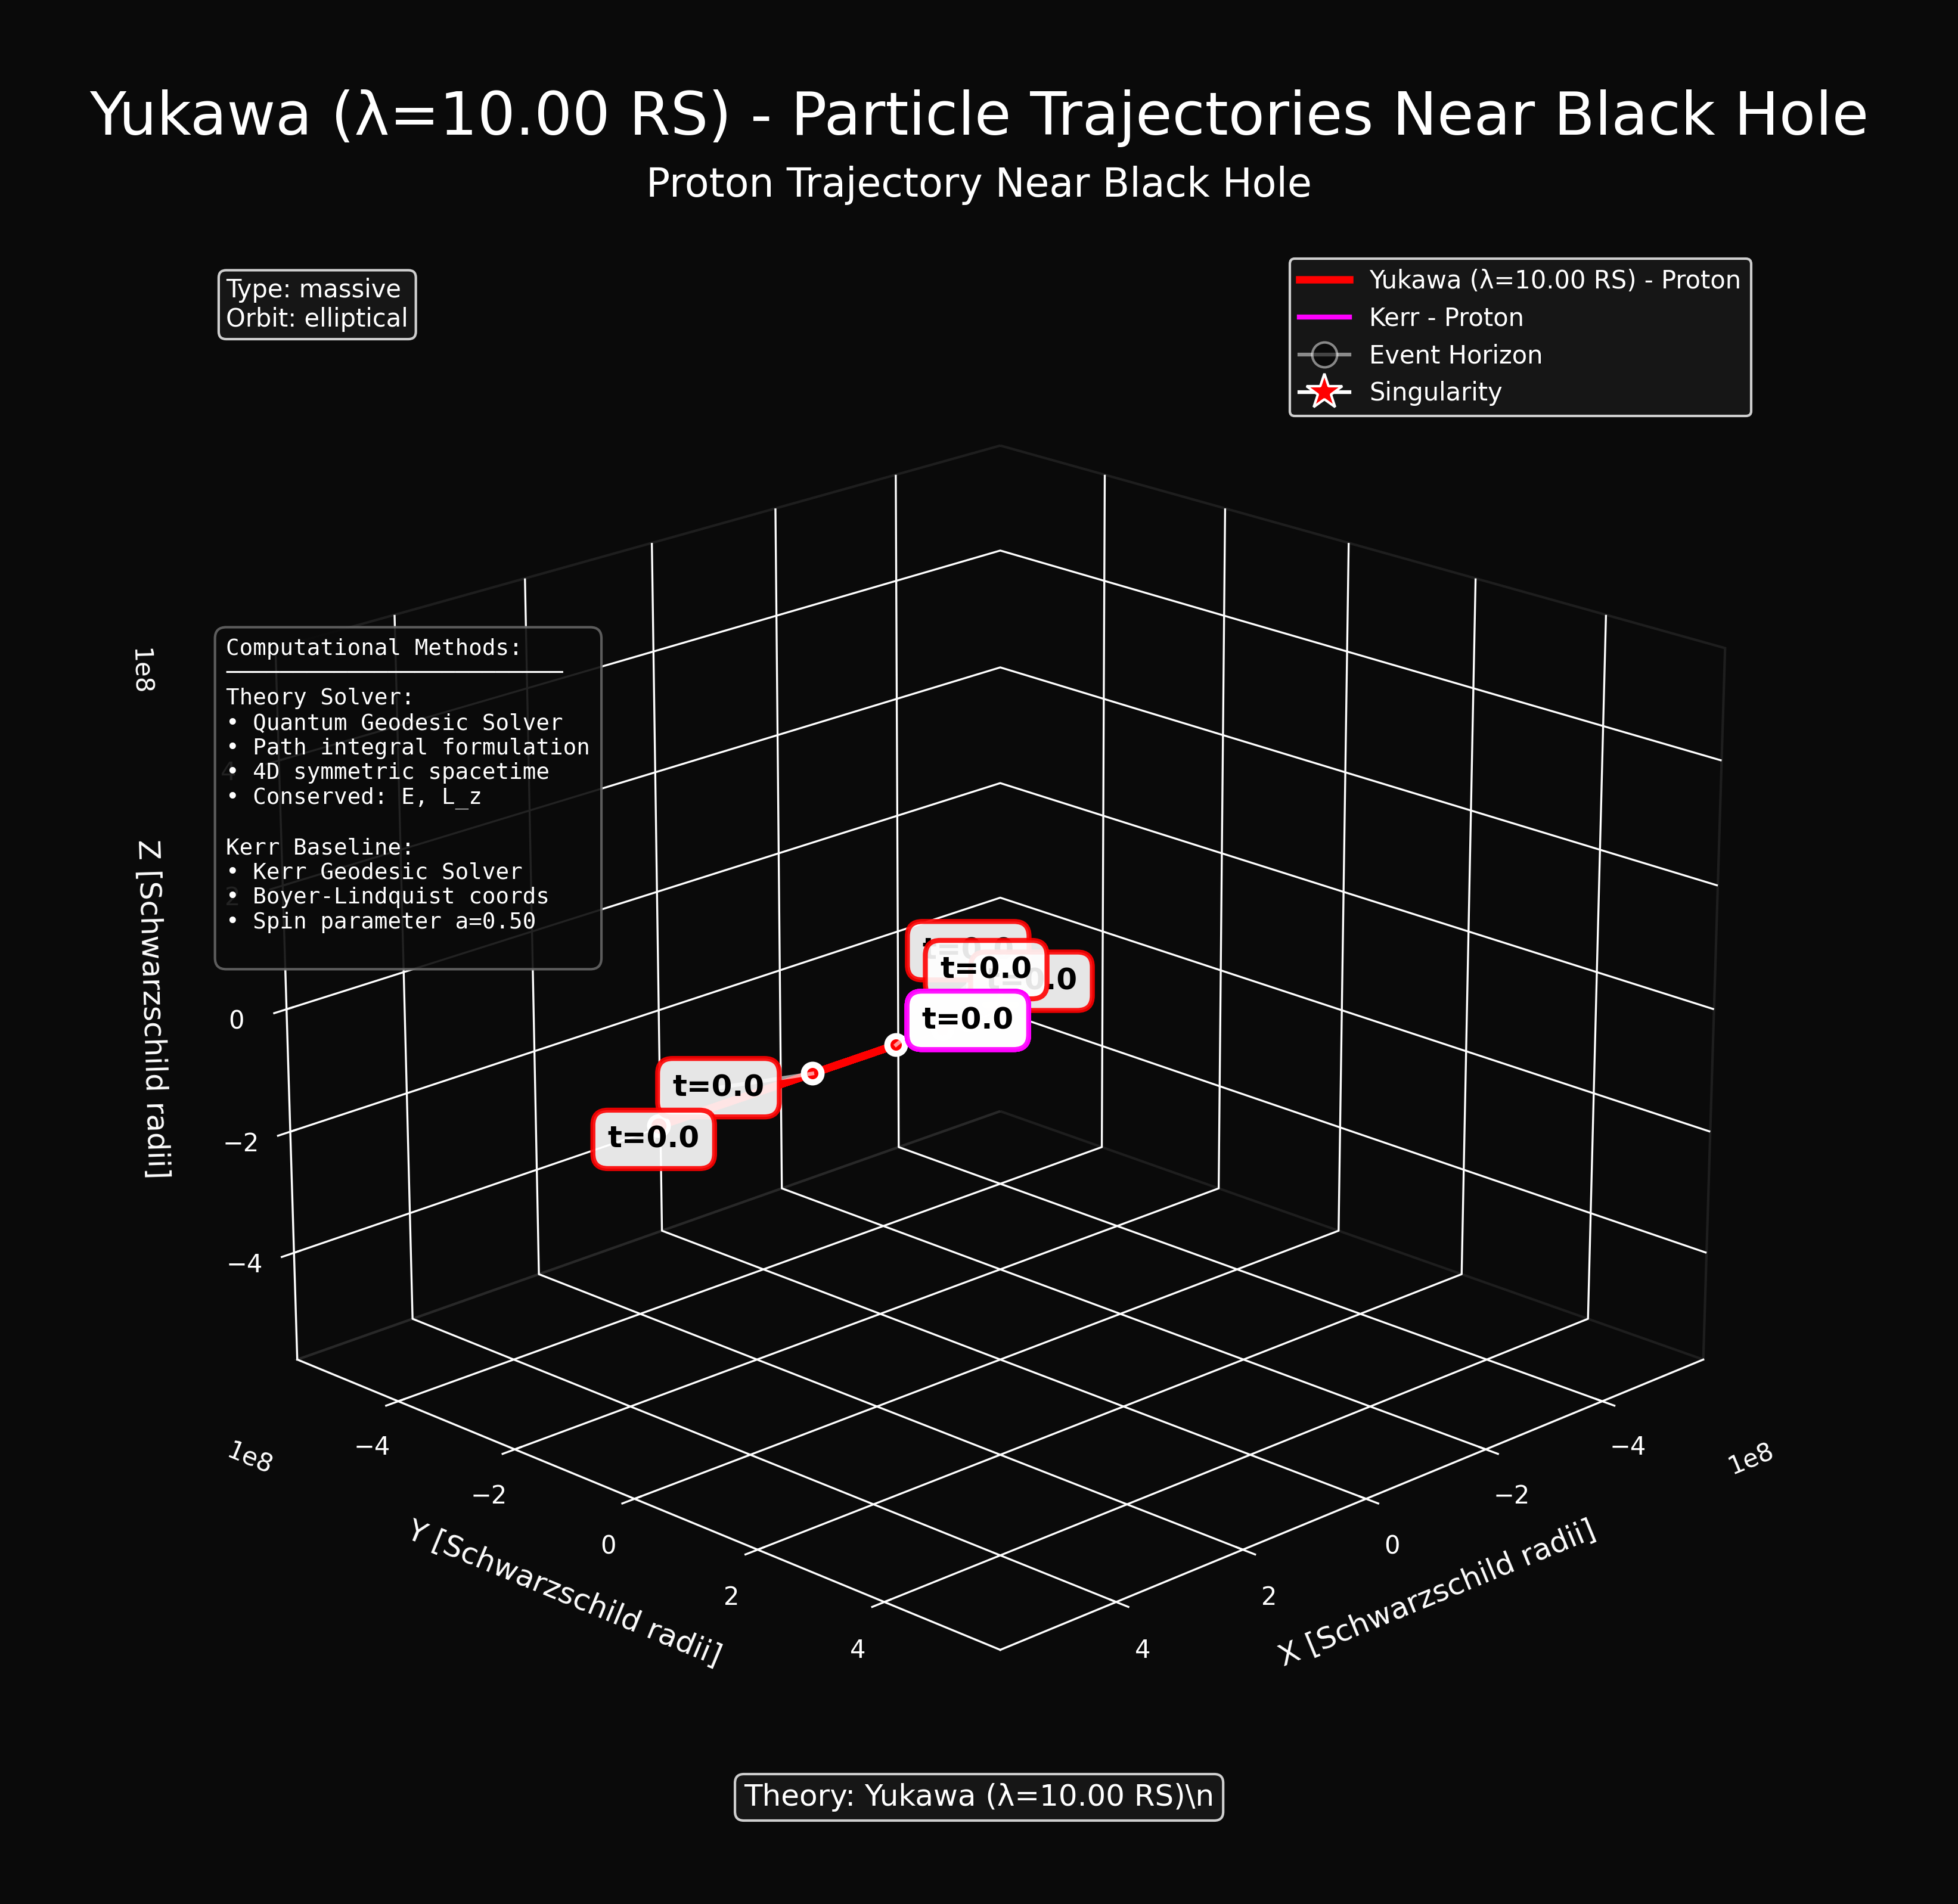 Yukawa (λ=10.00 RS) - Particle Trajectories Near Black Hole
Proton Trajectory Near Black Hole
Type: massive
Orbit: elliptical
Yukawa (λ=10.00 RS) - Proton
Kerr - Proton
Event Horizon
Singularity
Computational Methods:
Theory Solver:
• Quantum Geodesic Solver
• Path integral formulation
• 4D symmetric spacetime
• Conserved: E, L_z
Kerr Baseline:
• Kerr Geodesic Solver
• Boyer-Lindquist coords
• Spin parameter a=0.50
1e8
Z [Schwarzschild radii]
4
2
0
−2
−4
t=0.0
t=0.0
t=0.0
t=0.0
t=0.0
t=0.0
1e8
−4
−2
0
2
4
Y [Schwarzschild radii]
1e8
−4
−2
0
2
4
X [Schwarzschild radii]
Theory: Yukawa (λ=10.00 RS)\n